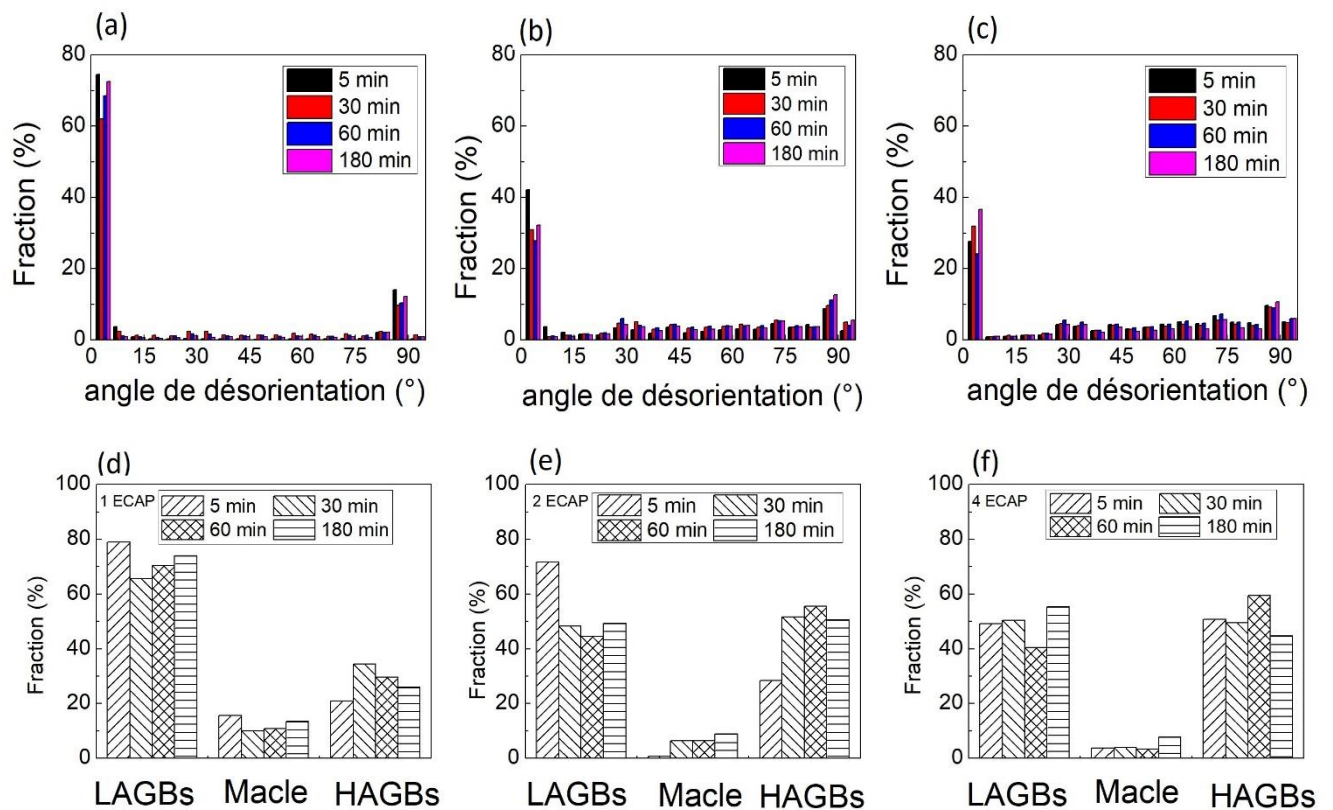 (a)
80
60
40
20
0
Fraction (%)
5 min
30 min
60 min
180 min
0 15 30 45 60 75 90
angle de désorientation (°)
(b)
80
60
40
20
0
Fraction (%)
5 min
30 min
60 min
180 min
0 15 30 45 60 75 90
angle de désorientation (°)
(c)
80
60
40
20
0
Fraction (%)
5 min
30 min
60 min
180 min
0 15 30 45 60 75 90
angle de désorientation (°)
(d)
100
80
60
40
20
0
Fraction (%)
1 ECAP
5 min 30 min
60 min 180 min
LAGBs Macle HAGBs
(e)
100
80
60
40
20
0
Fraction (%)
2 ECAP
5 min 30 min
60 min 180 min
LAGBs Macle HAGBs
(f)
100
80
60
40
20
0
Fraction (%)
4 ECAP
5 min 30 min
60 min 180 min
LAGBs Macle HAGBs